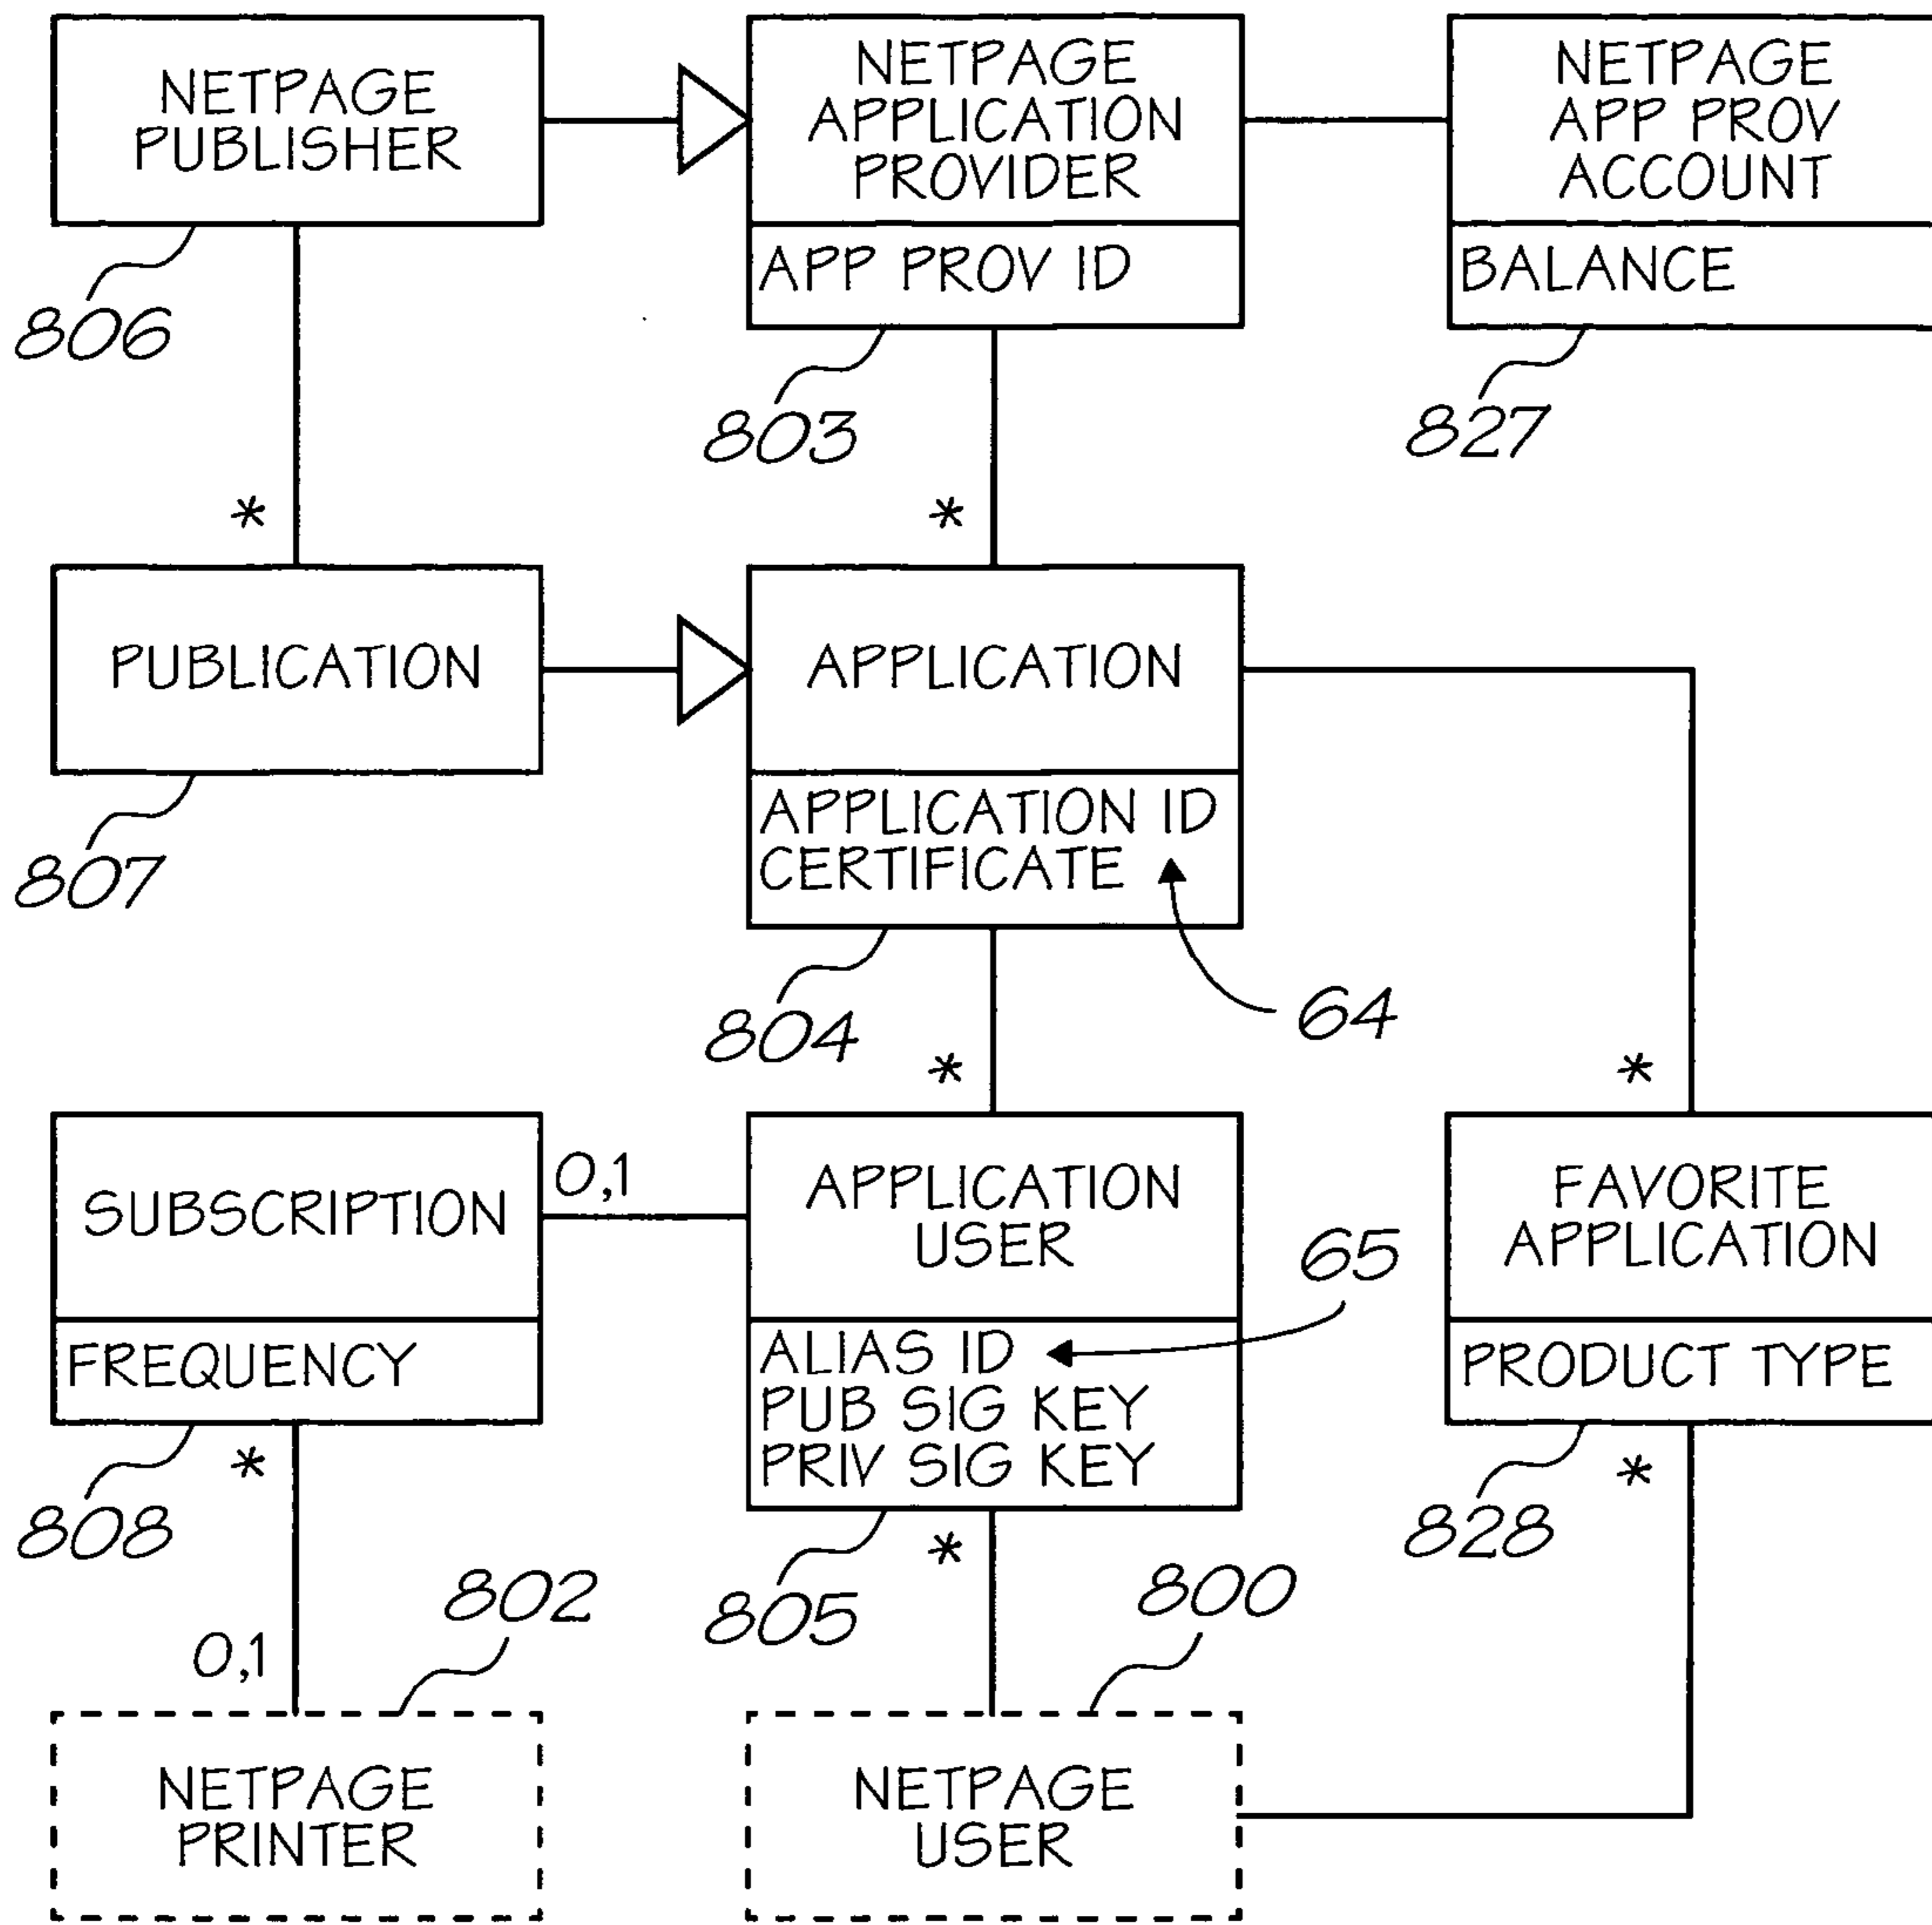 NETPAGE
PUBLISHER
806
NETPAGE
APPLICATION
PROVIDER
APP PROV ID
803
NETPAGE
APP PROV
ACCOUNT
BALANCE
827
*
*
PUBLICATION
807
APPLICATION
APPLICATION ID
CERTIFICATE
804
64
*
*
SUBSCRIPTION
FREQUENCY
808
0,1
APPLICATION
USER
ALIAS ID
PUB SIG KEY
PRIV SIG KEY
805
65
FAVORITE
APPLICATION
PRODUCT TYPE
828
*
*
*
802
800
0,1
NETPAGE
PRINTER
NETPAGE
USER